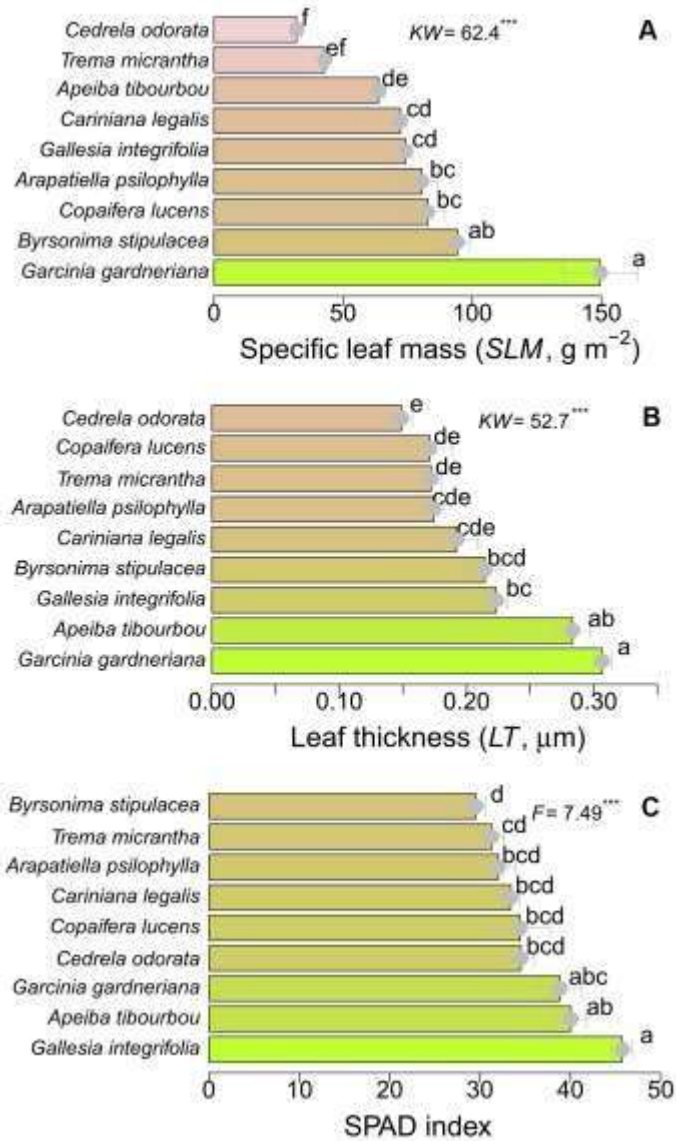 Cedrela odorata f KW = 62.4*** A
Trema micrantha ef
Apeiba tibourbou de
Cariniana legalis cd
Gallesia integrifolia cd
Arapatiella psilophylla bc
Copaifera lucens bc
Byrsonima stipulacea ab
Garcinia gardneriana a
0 50 100 150
Specific leaf mass (SLM, g m⁻²)
Cedrela odorata e KW = 52.7*** B
Copaifera lucens de
Trema micrantha de
Arapatiella psilophylla cde
Cariniana legalis cde
Byrsonima stipulacea bcd
Gallesia integrifolia bc
Apeiba tibourbou ab
Garcinia gardneriana a
0.00 0.10 0.20 0.30
Leaf thickness (LT, μm)
Byrsonima stipulacea d F = 7.49*** C
Trema micrantha cd
Arapatiella psilophylla bcd
Cariniana legalis bcd
Copaifera lucens bcd
Cedrela odorata bcd
Garcinia gardneriana abc
Apeiba tibourbou ab
Gallesia integrifolia a
0 10 20 30 40 50
SPAD index